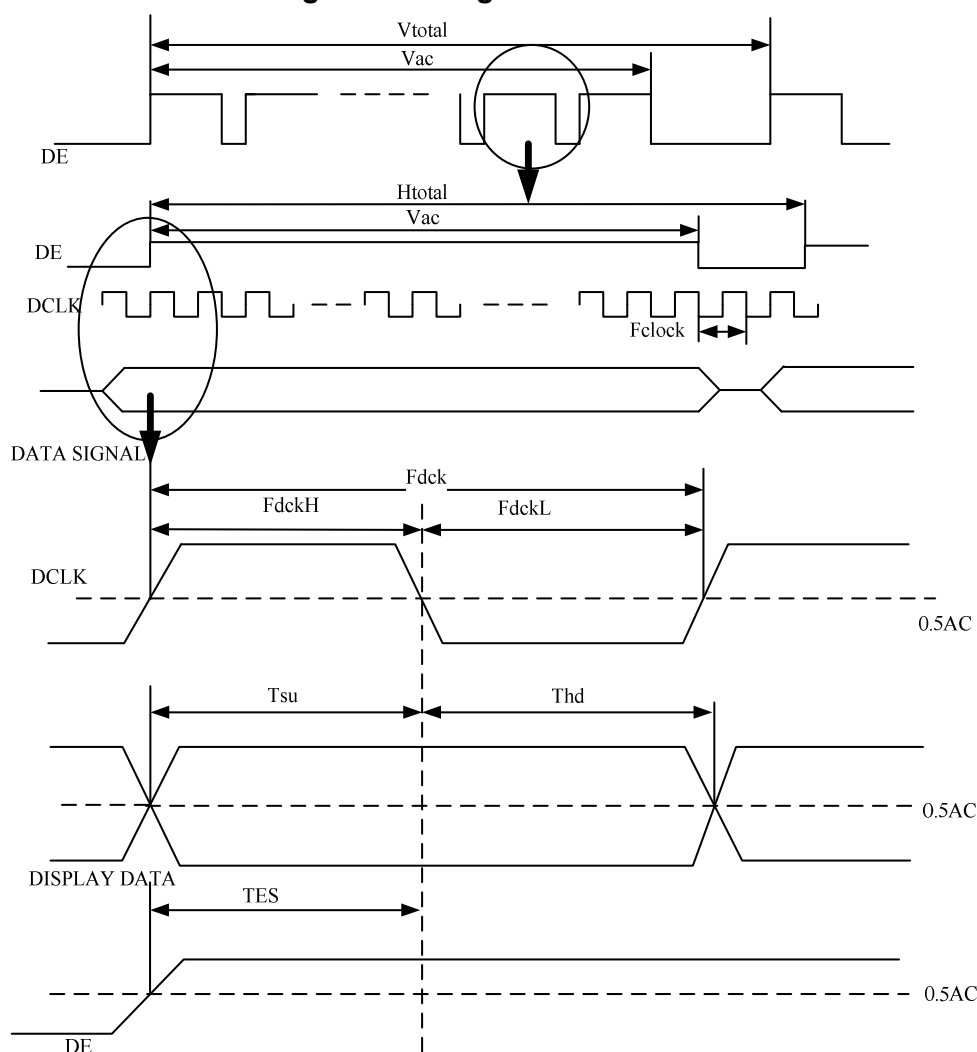 Vtotal
Vac
DE
Htotal
Vac
DE
DCLK
Fclock
DATA SIGNAL
Fdck
FdckH
FdckL
DCLK
0.5AC
Tsu
Thd
0.5AC
DISPLAY DATA
TES
0.5AC
DE